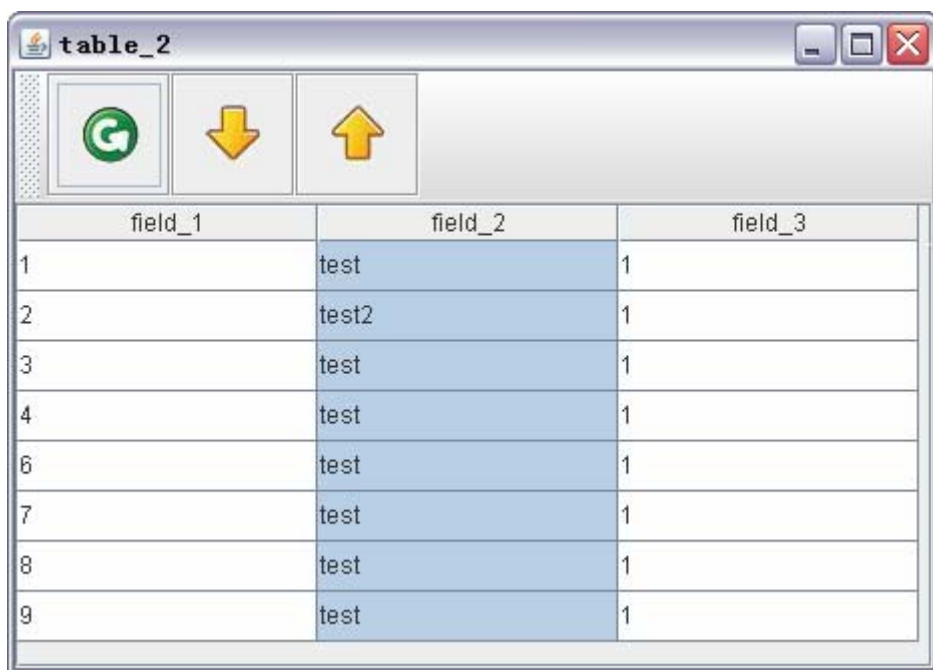 table_2
field_1 field_2 field_3
1 test 1
2 test2 1
3 test 1
4 test 1
6 test 1
7 test 1
8 test 1
9 test 1